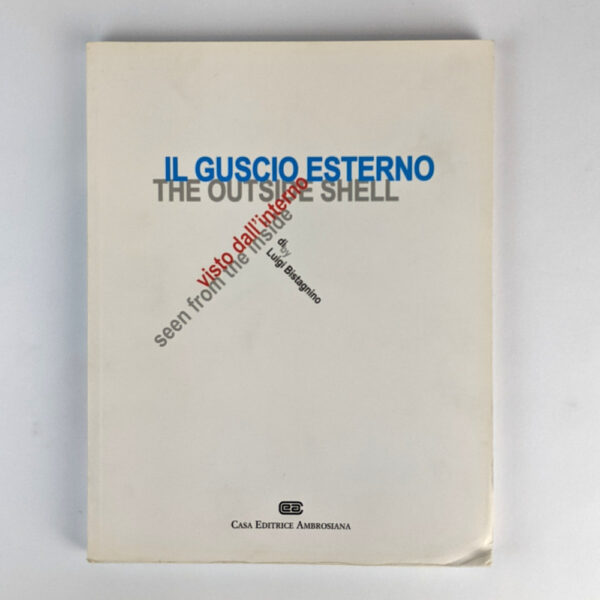 IL GUSCIO ESTERNO
THE OUTSIDE SHELL
visto dall'interno
seen from the inside
di
by
Luigi Bistagnino
cea
CASA EDITRICE AMBROSIANA